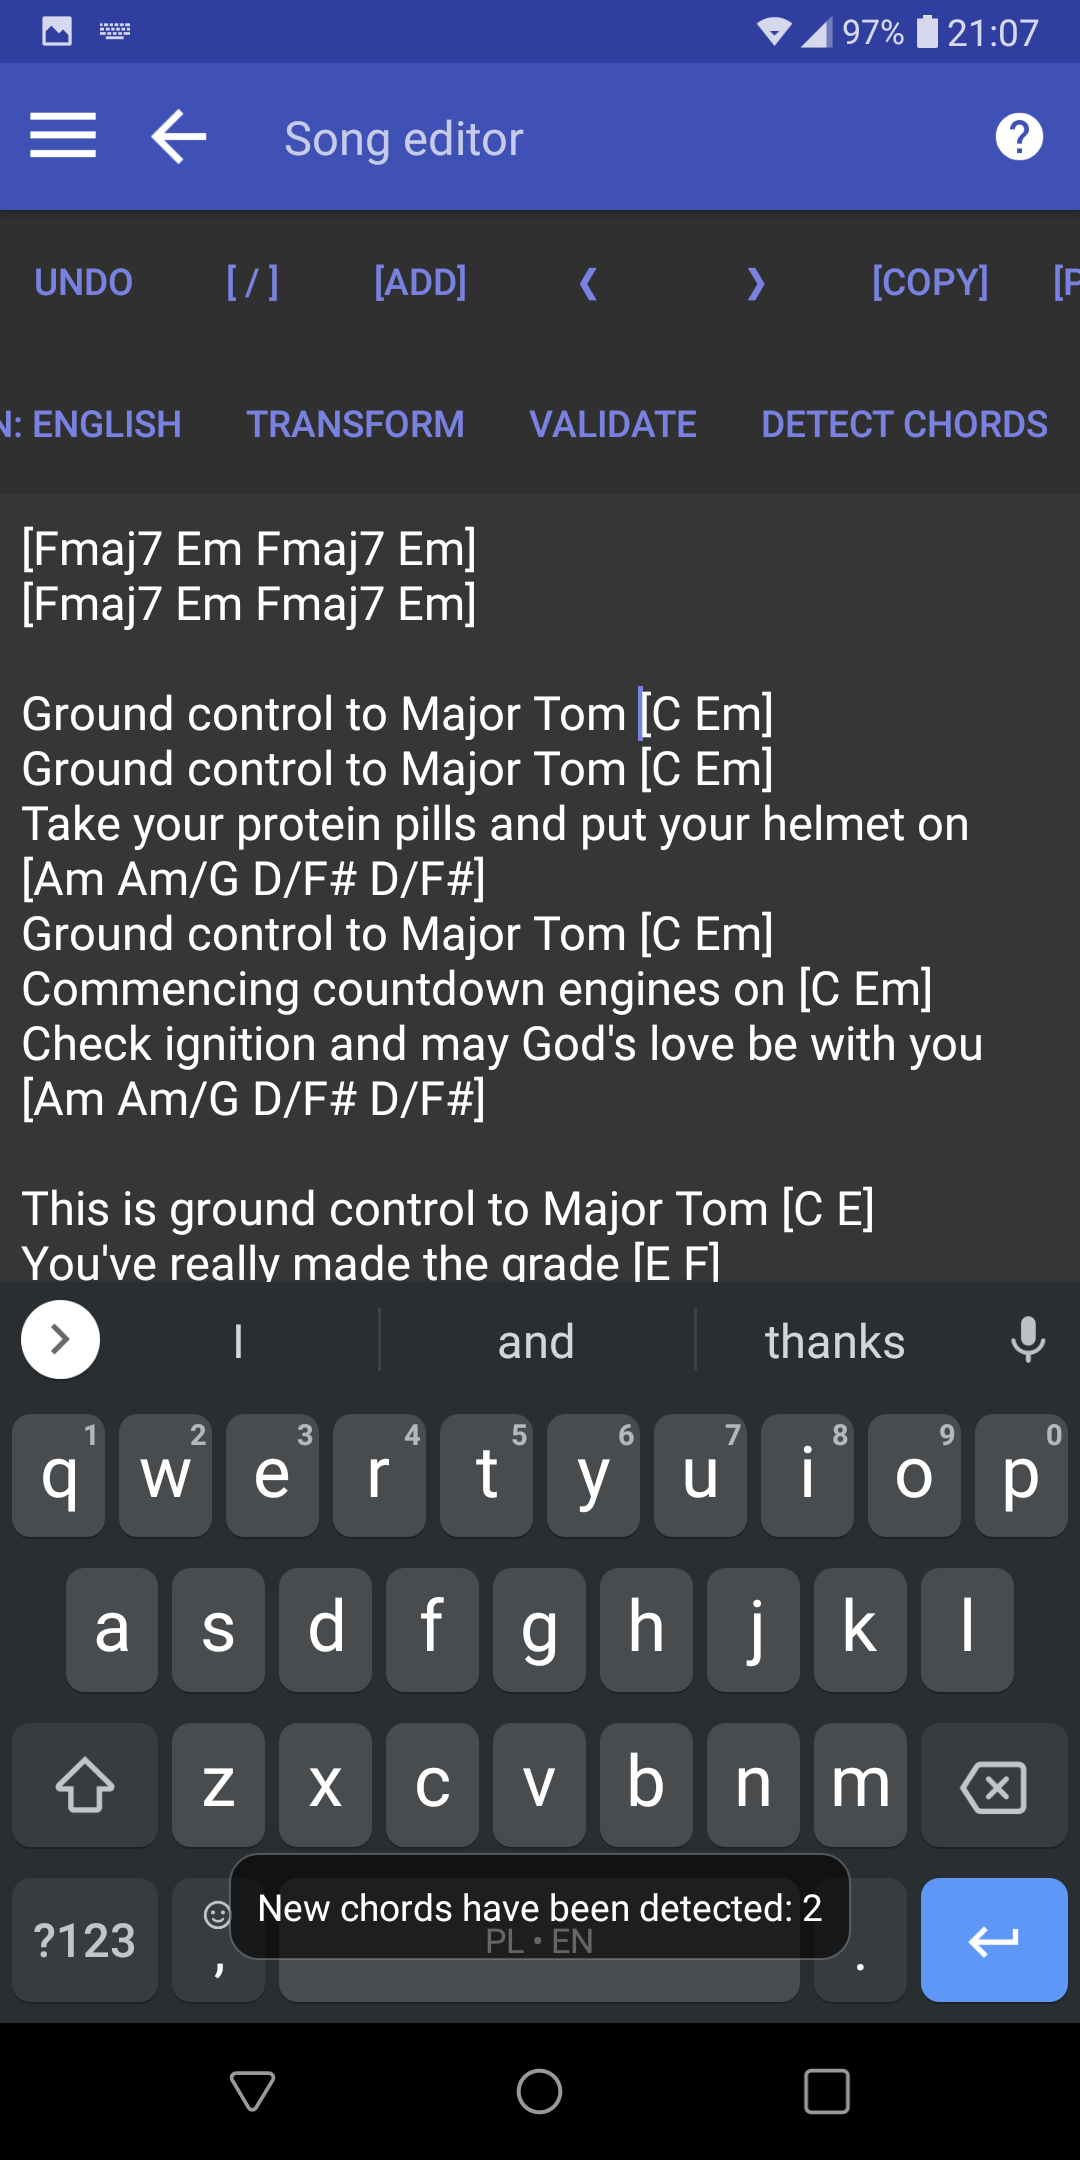 97% 21:07
Song editor
UNDO [ / ] [ADD] ❮ ❯ [COPY] [P
N: ENGLISH TRANSFORM VALIDATE DETECT CHORDS
[Fmaj7 Em Fmaj7 Em]
[Fmaj7 Em Fmaj7 Em]
Ground control to Major Tom [C Em]
Ground control to Major Tom [C Em]
Take your protein pills and put your helmet on
[Am Am/G D/F# D/F#]
Ground control to Major Tom [C Em]
Commencing countdown engines on [C Em]
Check ignition and may God's love be with you
[Am Am/G D/F# D/F#]
This is ground control to Major Tom [C E]
You've really made the grade [E F]
I and thanks
1 2 3 4 5 6 7 8 9 0
q w e r t y u i o p
a s d f g h j k l
z x c v b n m
New chords have been detected: 2
?123 , PL • EN .